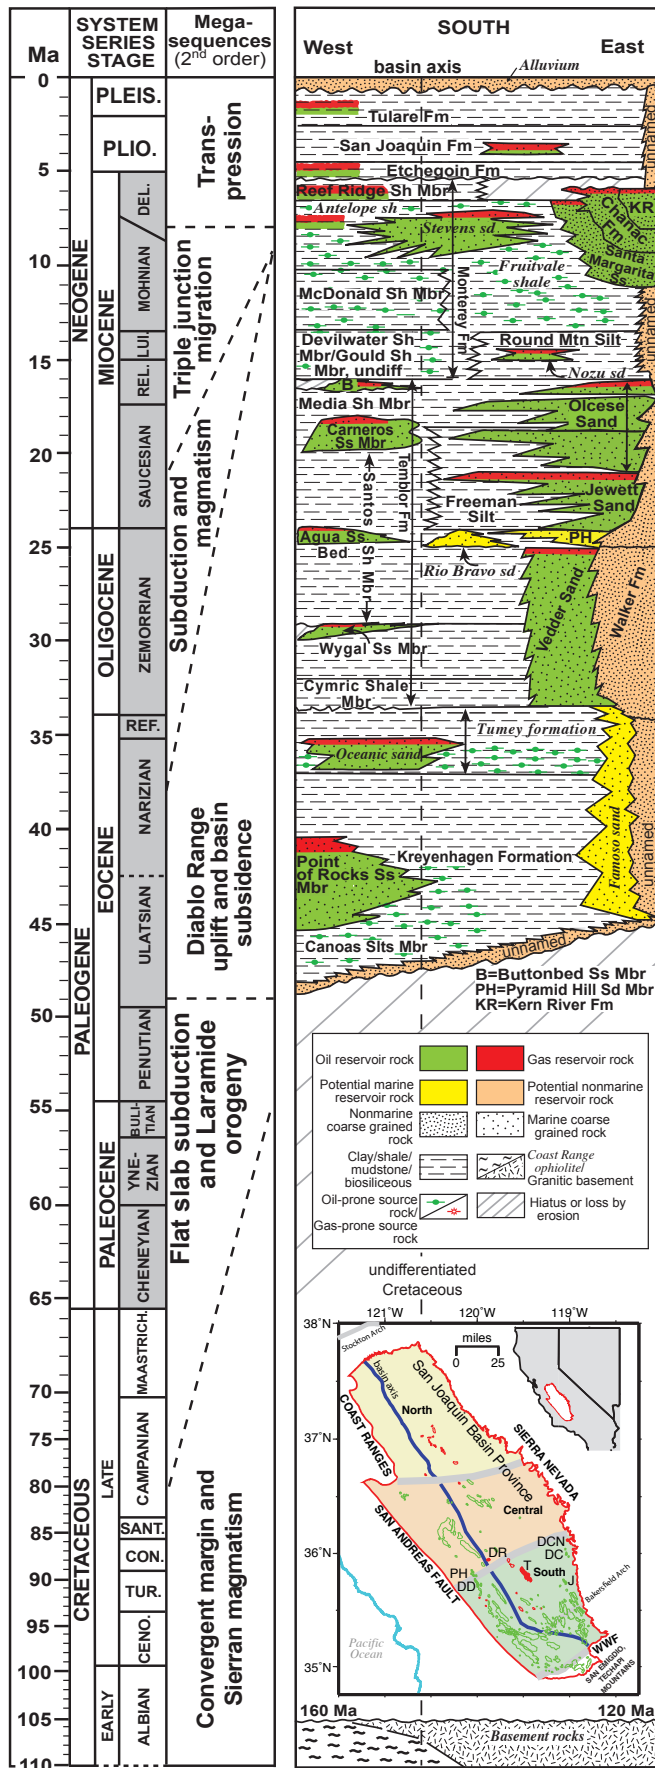 SYSTEM
SERIES
STAGE
Ma
Mega-
sequences
(2nd order)
SOUTH
West
East
basin axis
Alluvium
0
5
10
15
20
25
30
35
40
45
50
55
60
65
70
75
80
85
90
95
100
105
110
NEOGENE
PALEOGENE
CRETACEOUS
PLEIS.
PLIO.
MIOCENE
OLIGOCENE
EOCENE
PALEOCENE
LATE
EARLY
DEL.
MOHNIAN
LUI.
REL.
SAUCESIAN
ZEMORRIAN
REF.
NARIZIAN
ULATSIAN
PENUTIAN
BULI-
TIAN
YNE-
ZIAN
CHENEYIAN
MAASTRICH.
CAMPANIAN
SANT.
CON.
TUR.
CENO.
ALBIAN
Trans-
pression
Triple junction
migration
Subduction and
magmatism
Diablo Range
uplift and basin
subsidence
Flat slab subduction
and Laramide
orogeny
Convergent margin and
Sierran magmatism
Tulare Fm
San Joaquin Fm
Etchegoin Fm
Reef Ridge Sh Mbr
Antelope sh
Stevens sd
KR
Chanac
Fm
Santa
Margarita
Ss
unnamed
Fruitvale
shale
McDonald Sh Mbr
Monterey Fm
Devilwater Sh
Mbr/Gould Sh
Mbr, undiff
Round Mtn Silt
Nozu sd
unnamed
B
Media Sh Mbr
Carneros
Ss Mbr
Olcese
Sand
Temblor Fm
Santos
Sh Mbr
Freeman
Silt
Jewett
Sand
Agua Ss
Bed
PH
Rio Bravo sd
Vedder Sand
Walker Fm
Wygal Ss Mbr
Cymric Shale
Mbr
Tumey formation
Oceanic sand
Famoso sand
unnamed
Point
of Rocks Ss
Mbr
Kreyenhagen Formation
Canoas Slts Mbr
unnamed
B=Buttonbed Ss Mbr
PH=Pyramid Hill Sd Mbr
KR=Kern River Fm
Oil reservoir rock
Gas reservoir rock
Potential marine
reservoir rock
Potential nonmarine
reservoir rock
Nonmarine
coarse grained
rock
Marine coarse
grained rock
Clay/shale/
mudstone/
biosiliceous
Coast Range
ophiolite/
Granitic basement
Oil-prone source
rock/
Gas-prone source
rock
Hiatus or loss by
erosion
undifferentiated
Cretaceous
121°W
120°W
119°W
38°N
37°N
36°N
35°N
Stockton Arch
miles
0
25
basin axis
San Joaquin Basin Province
North
COAST RANGES
SIERRA NEVADA
Central
SAN ANDREAS FAULT
DCN
DR
DC
T
South
PH
DD
J
Bakersfield Arch
Pacific
Ocean
WWF
SAN EMIGDIO,
TECHAPI
MOUNTAINS
160 Ma
120 Ma
Basement rocks